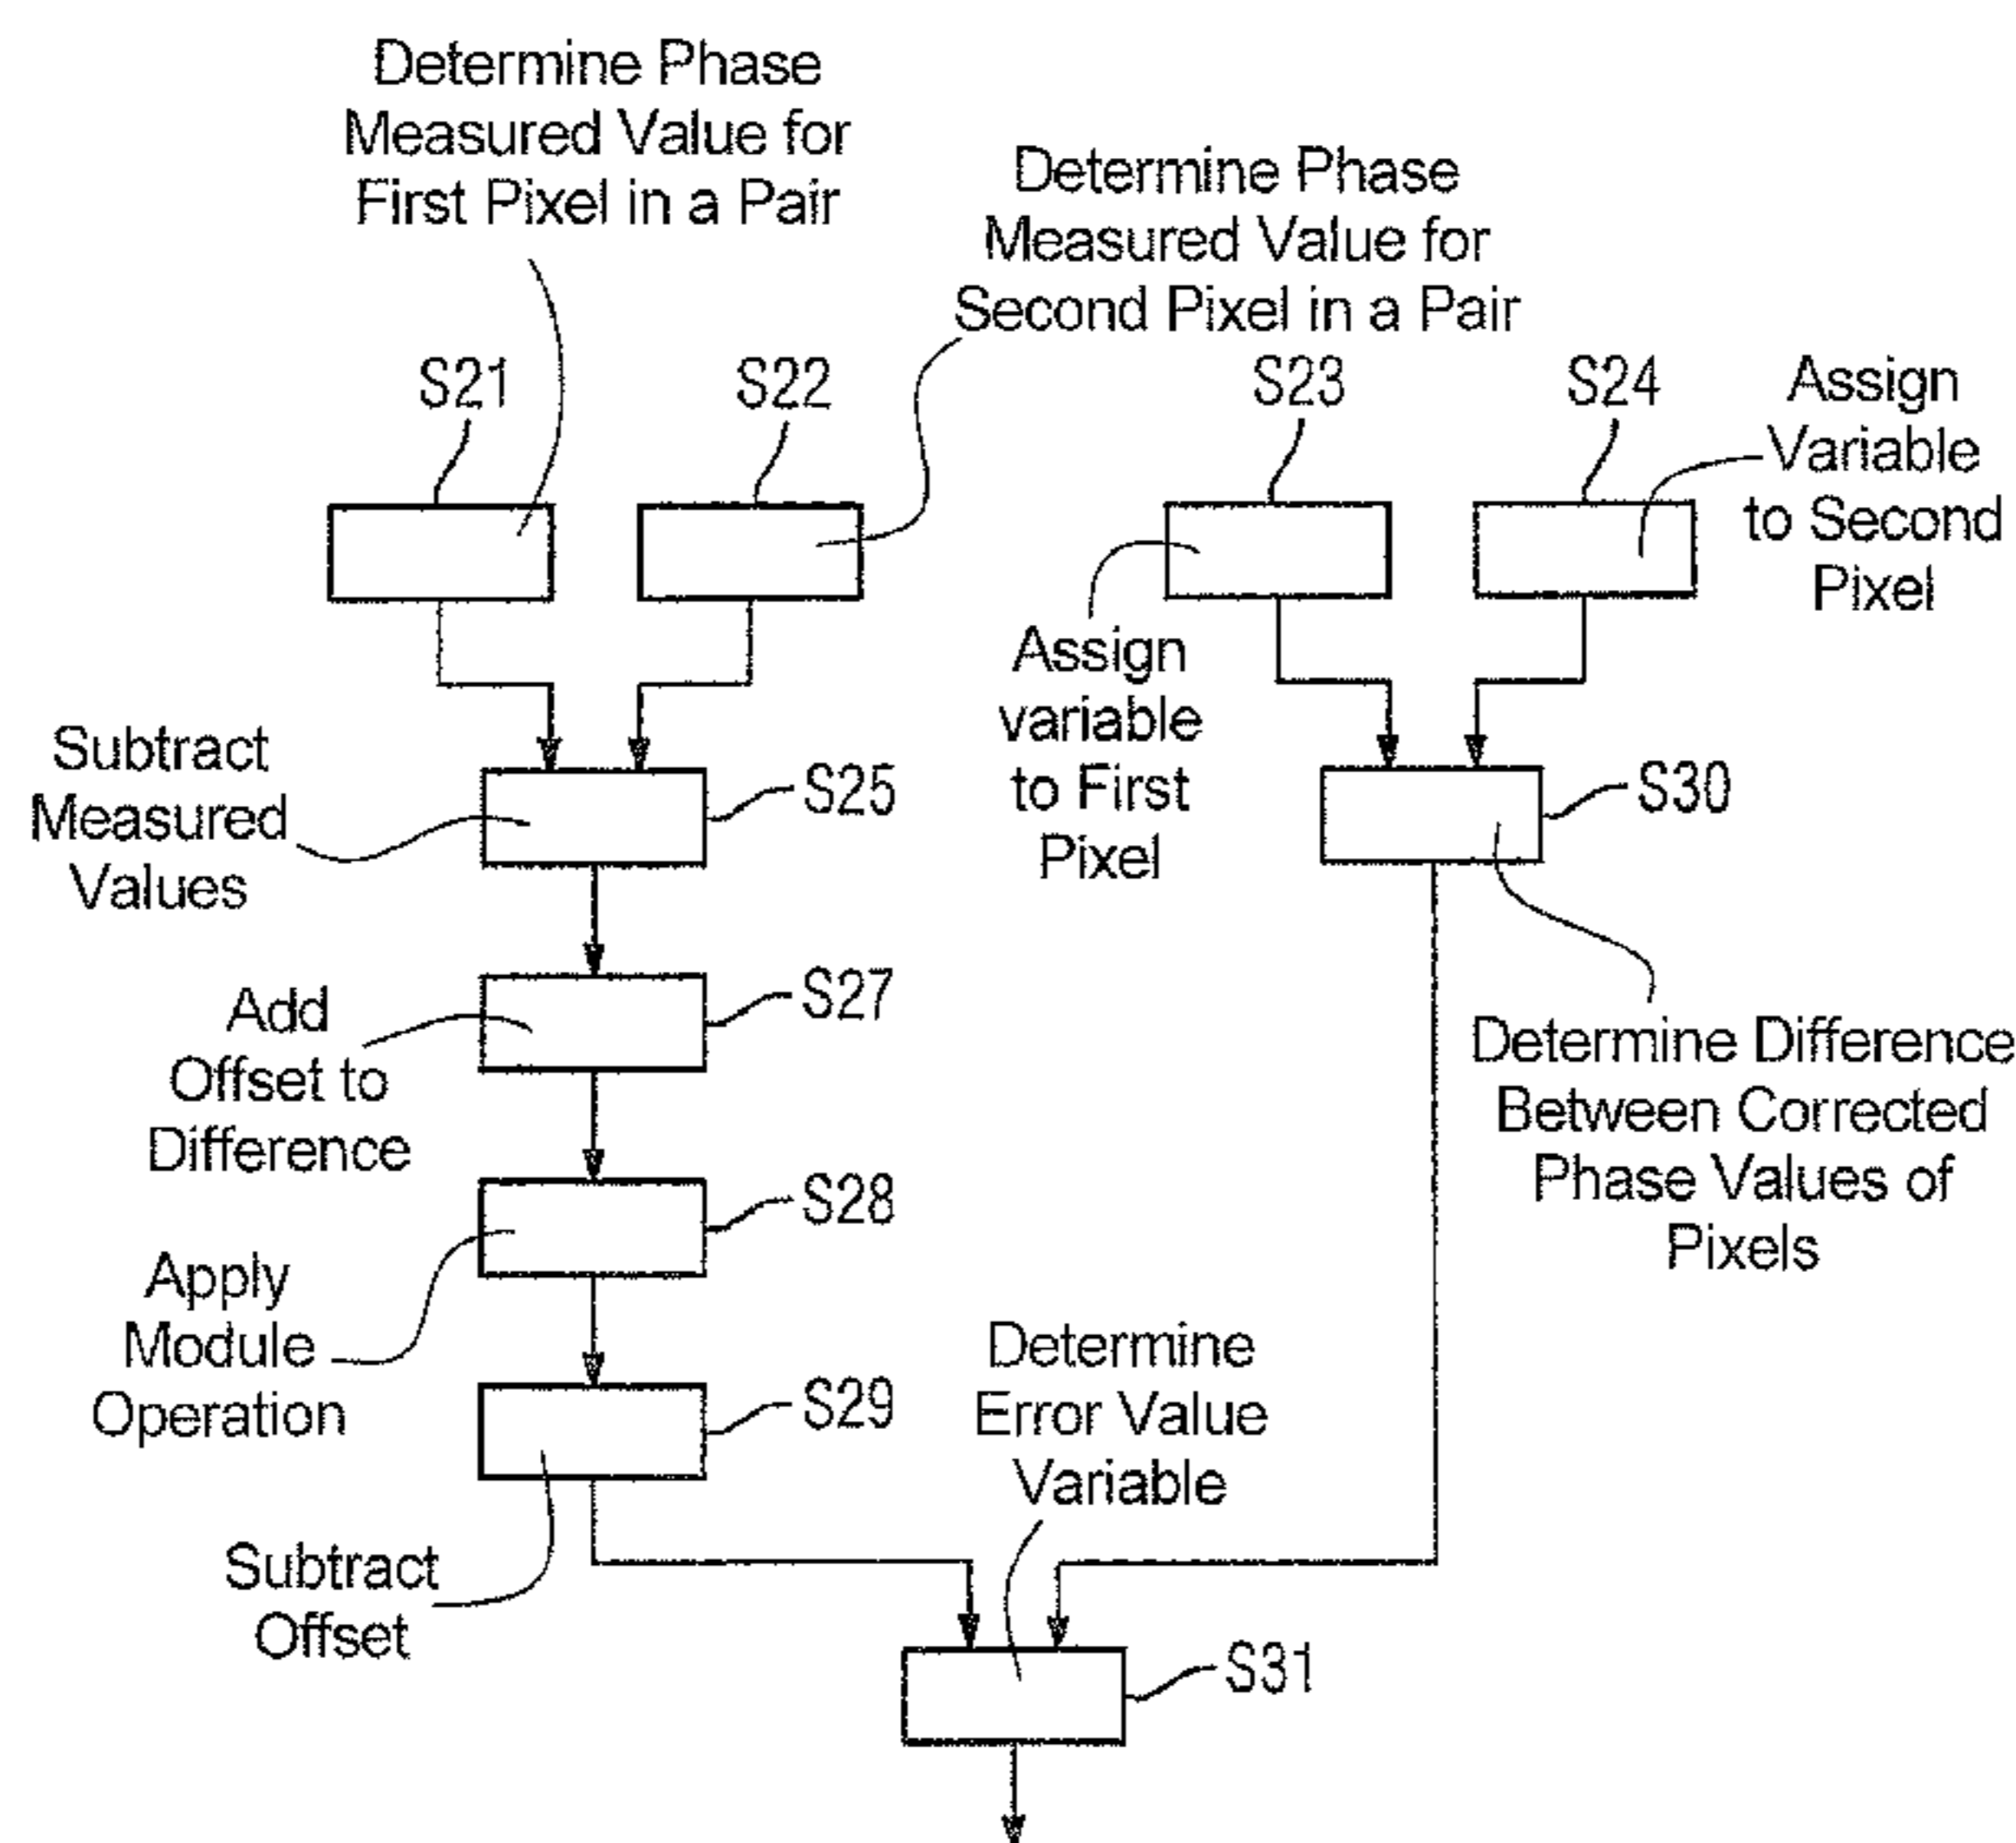 Determine Phase
Measured Value for
First Pixel in a Pair
Determine Phase
Measured Value for
Second Pixel in a Pair
S21
S22
S23
S24
Assign
Variable
to Second
Pixel
Assign
variable
to First
Pixel
Subtract
Measured
Values
S25
S30
Add
Offset to
Difference
S27
Determine Difference
Between Corrected
Phase Values of
Pixels
S28
Apply
Module
Operation
S29
Determine
Error Value
Variable
Subtract
Offset
S31